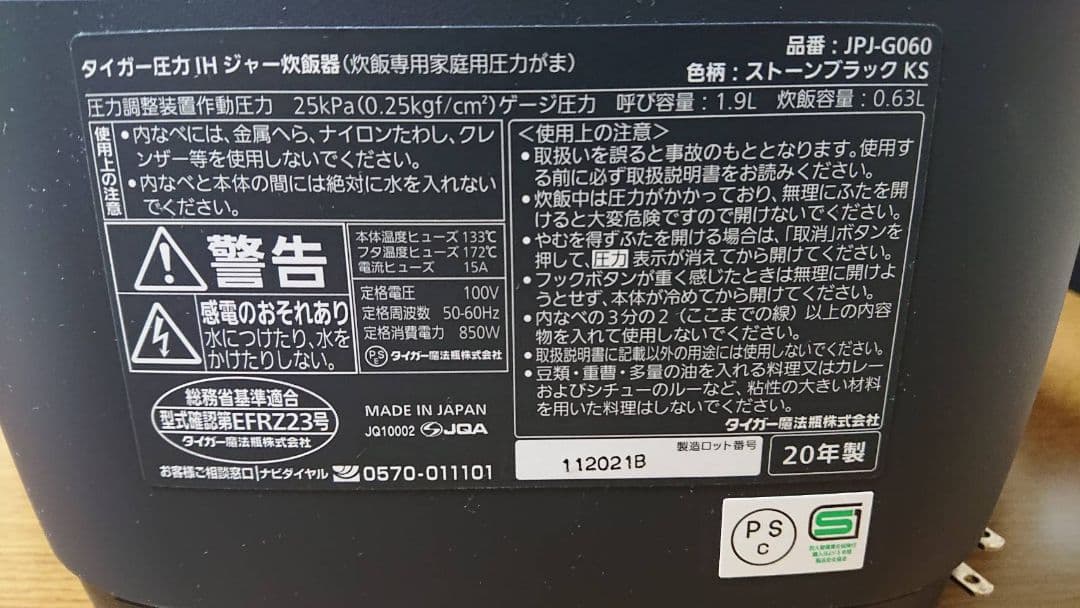 タイガー圧力IHジャー炊飯器(炊飯専用家庭用圧力がま)
品番：JPJ-G060
色柄：ストーンブラックKS
圧力調整装置作動圧力 25kPa(0.25kgf/cm²)ゲージ圧力 呼び容量：1.9L 炊飯容量：0.63L
使用上の注意
•内なべには、金属へら、ナイロンたわし、クレ
ンザー等を使用しないでください。
•内なべと本体の間には絶対に水を入れない
でください。
警告
感電のおそれあり
水につけたり、水を
かけたりしない。
本体温度ヒューズ 133℃
フタ温度ヒューズ 172℃
電流ヒューズ 15A
定格電圧 100V
定格周波数 50-60Hz
定格消費電力 850W
PS タイガー魔法瓶株式会社
総務省基準適合
型式確認第EFRZ23号
タイガー魔法瓶株式会社
MADE IN JAPAN
JQ10002 JQA
お客様ご相談窓口 ナビダイヤル 0570-011101
＜使用上の注意＞
•取扱いを誤ると事故のもととなります。使用す
る前に必ず取扱説明書をお読みください。
•炊飯中は圧力がかかっており、無理にふたを開
けると大変危険ですので開けないでください。
•やむを得ずふたを開ける場合は、「取消」ボタンを
押して、圧力 表示が消えてから開けてください。
•フックボタンが重く感じたときは無理に開けよ
うとせず、本体が冷めてから開けてください。
•内なべの3分の2（ここまでの線）以上の内容
物を入れて使用しないでください。
•取扱説明書に記載以外の用途には使用しないでください。
•豆類・重曹・多量の油を入れる料理又はカレー
およびシチューのルーなど、粘性の大きい材料
を用いた料理はしないでください。
タイガー魔法瓶株式会社
製造ロット番号
112021B
20年製
PS
C
S